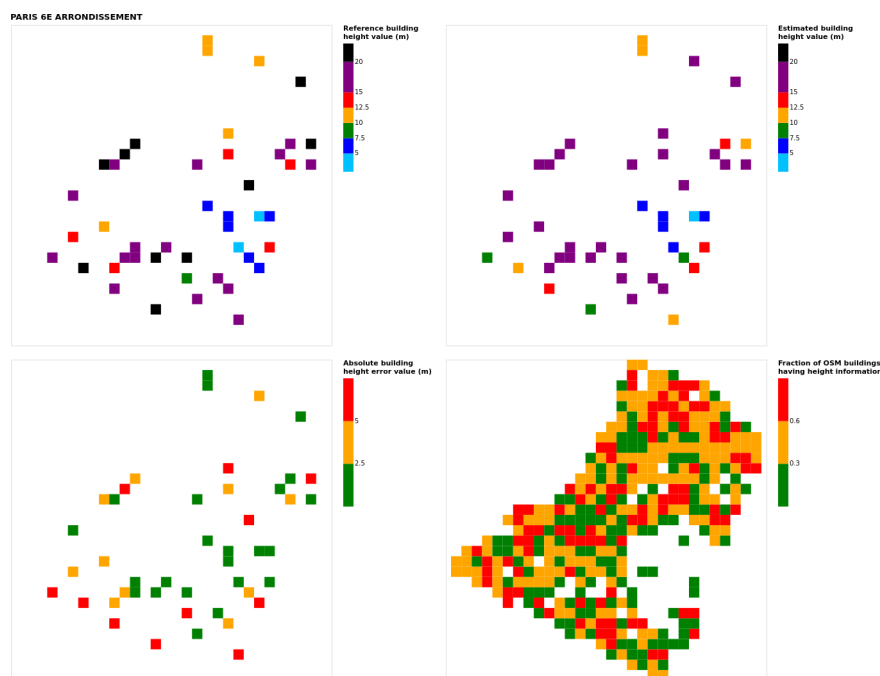 PARIS 6E ARRONDISSEMENT
Reference building
height value (m)
20
15
12.5
10
7.5
5
Estimated building
height value (m)
20
15
12.5
10
7.5
5
Absolute building
height error value (m)
5
2.5
Fraction of OSM buildings
having height information
0.6
0.3